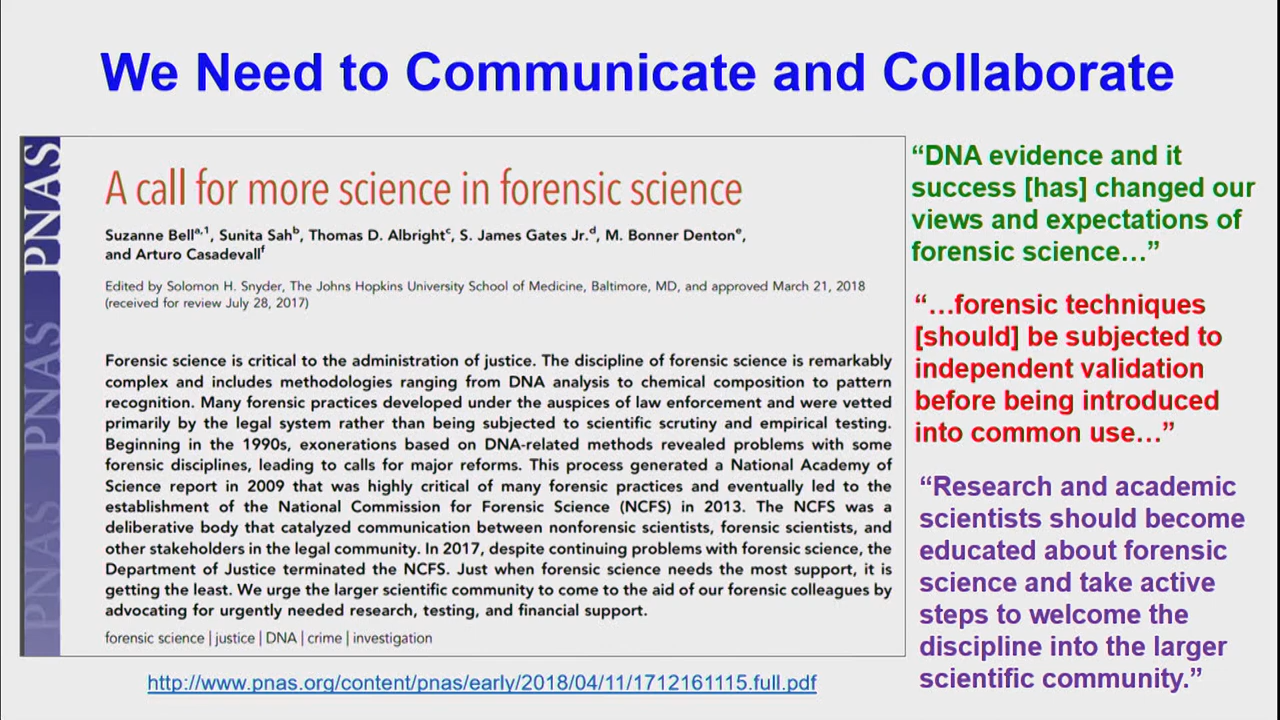 We Need to Communicate and Collaborate
PNAS
PNAS
PNAS
A call for more science in forensic science
Suzanne Bellᵃ,¹, Sunita Sahᵇ, Thomas D. Albrightᶜ, S. James Gates Jr.ᵈ, M. Bonner Dentonᵉ,
and Arturo Casadevallᶠ
Edited by Solomon H. Snyder, The Johns Hopkins University School of Medicine, Baltimore, MD, and approved March 21, 2018
(received for review July 28, 2017)
Forensic science is critical to the administration of justice. The discipline of forensic science is remarkably
complex and includes methodologies ranging from DNA analysis to chemical composition to pattern
recognition. Many forensic practices developed under the auspices of law enforcement and were vetted
primarily by the legal system rather than being subjected to scientific scrutiny and empirical testing.
Beginning in the 1990s, exonerations based on DNA-related methods revealed problems with some
forensic disciplines, leading to calls for major reforms. This process generated a National Academy of
Science report in 2009 that was highly critical of many forensic practices and eventually led to the
establishment of the National Commission for Forensic Science (NCFS) in 2013. The NCFS was a
deliberative body that catalyzed communication between nonforensic scientists, forensic scientists, and
other stakeholders in the legal community. In 2017, despite continuing problems with forensic science, the
Department of Justice terminated the NCFS. Just when forensic science needs the most support, it is
getting the least. We urge the larger scientific community to come to the aid of our forensic colleagues by
advocating for urgently needed research, testing, and financial support.
forensic science | justice | DNA | crime | investigation
http://www.pnas.org/content/pnas/early/2018/04/11/1712161115.full.pdf
“DNA evidence and it
success [has] changed our
views and expectations of
forensic science…”
“…forensic techniques
[should] be subjected to
independent validation
before being introduced
into common use…”
“Research and academic
scientists should become
educated about forensic
science and take active
steps to welcome the
discipline into the larger
scientific community.”